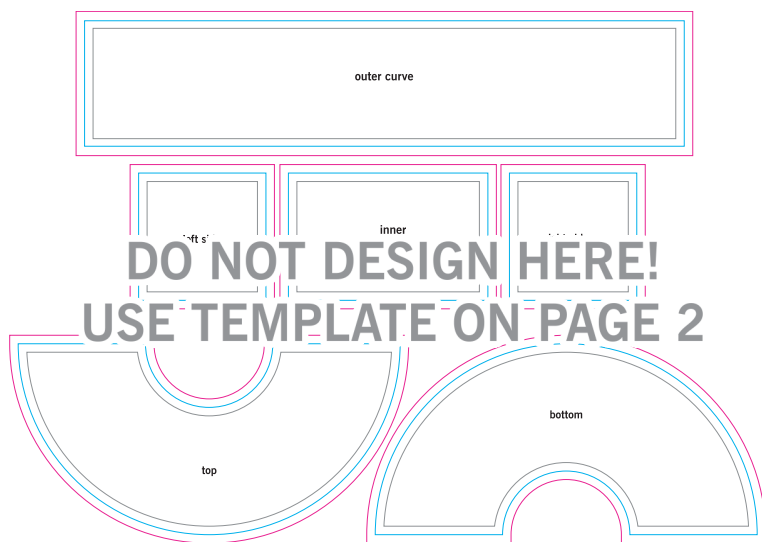 outer curve
inner
DO NOT DESIGN HERE!
USE TEMPLATE ON PAGE 2
bottom
top